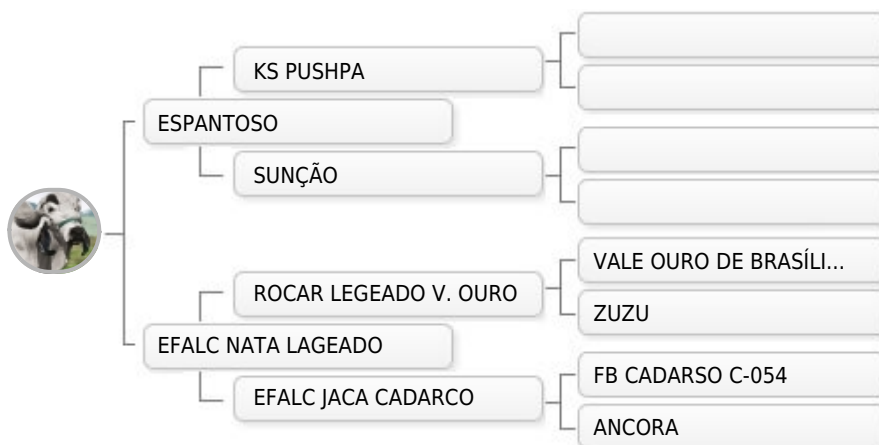 KS PUSHPA
ESPANTOSO
SUNÇÃO
VALE OURO DE BRASÍLI...
ROCAR LEGEADO V. OURO
ZUZU
EFALC NATA LAGEADO
FB CADARSO C-054
EFALC JACA CADARCO
ANCORA